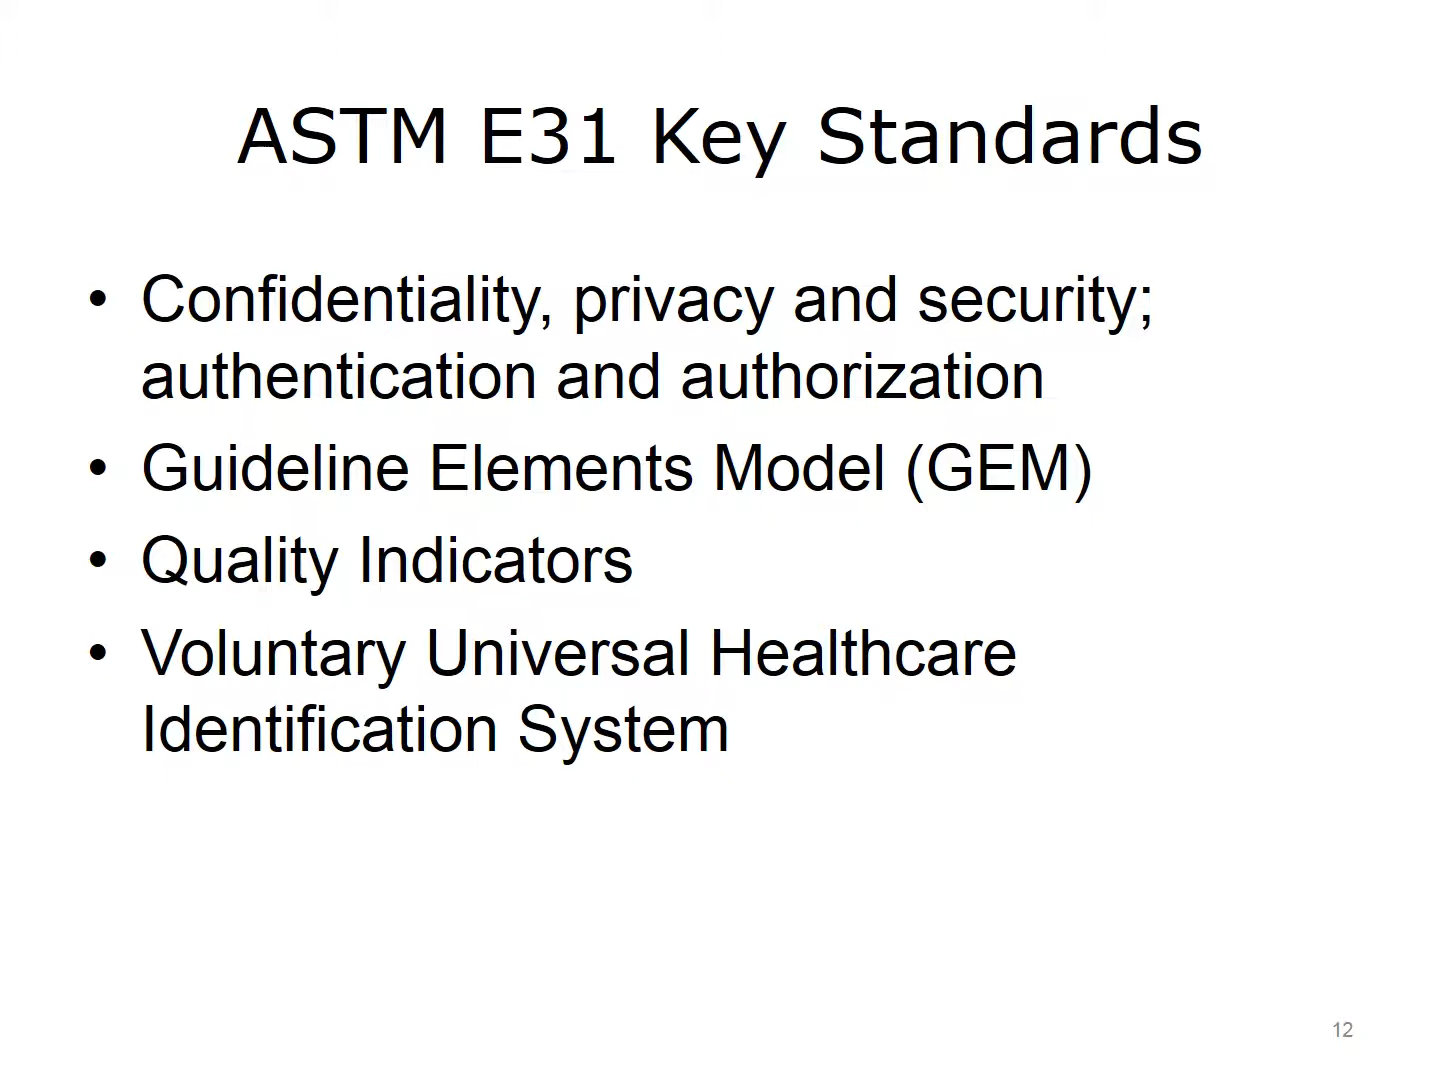 ASTM E31 Key Standards
• Confidentiality, privacy and security;
authentication and authorization
• Guideline Elements Model (GEM)
• Quality Indicators
• Voluntary Universal Healthcare
Identification System
12